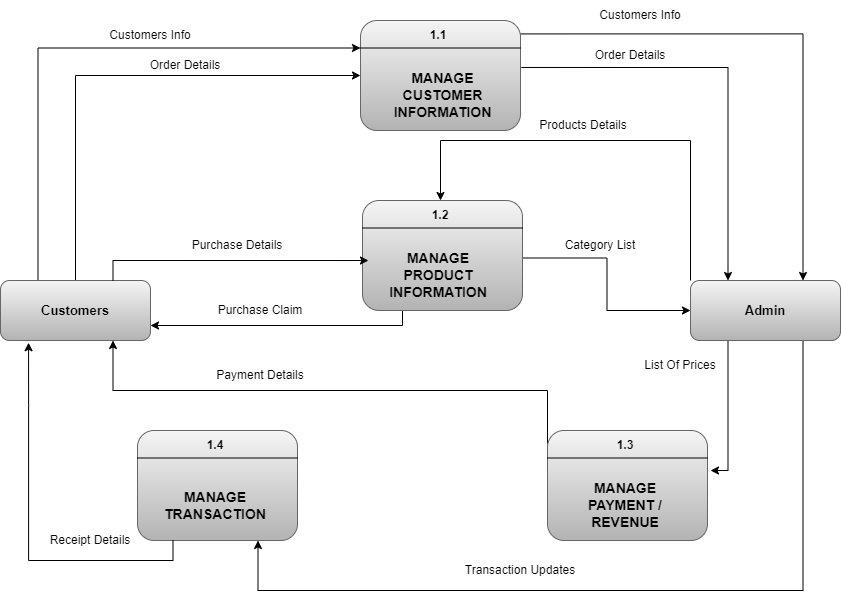 Customers Info
Customers Info
1.1
Order Details
Order Details
MANAGE
CUSTOMER
INFORMATION
Products Details
1.2
Purchase Details
Category List
MANAGE
PRODUCT
INFORMATION
Customers
Purchase Claim
Admin
List Of Prices
Payment Details
1.4
1.3
MANAGE
TRANSACTION
MANAGE
PAYMENT /
REVENUE
Receipt Details
Transaction Updates